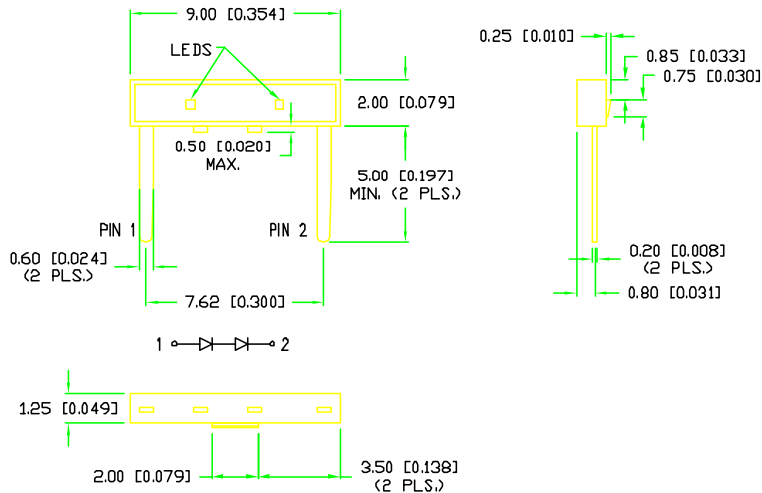 9.00 [0.354]
LEDS
2.00 [0.079]
0.50 [0.020]
MAX.
5.00 [0.197]
MIN. (2 PLS.)
PIN 1
PIN 2
0.60 [0.024]
(2 PLS.)
7.62 [0.300]
0.25 [0.010]
0.85 [0.033]
0.75 [0.030]
0.20 [0.008]
(2 PLS.)
0.80 [0.031]
1
2
1.25 [0.049]
2.00 [0.079]
3.50 [0.138]
(2 PLS.)